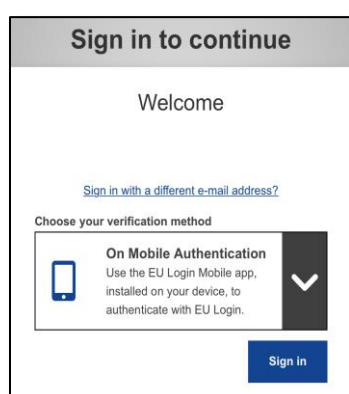 Sign in to continue
Welcome
Sign in with a different e-mail address?
Choose your verification method
On Mobile Authentication
Use the EU Login Mobile app,
installed on your device, to
authenticate with EU Login.
Sign in